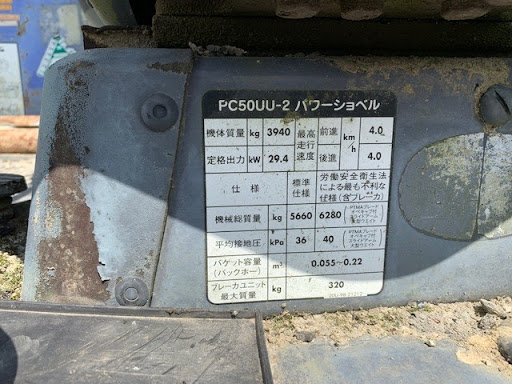 PC50UU-2 パワーショベル
機体質量 kg 3940 最高走行速度 前進 km/h 4.0
定格出力 kW 29.4 後進 4.0
仕様 標準仕様 労働安全衛生法による最も不利な仕様(含ブレーカ)
機械総質量 kg 5660 6280
平均接地圧 kPa 36 40
バケット容量(バックホー) m³ 0.055~0.22
ブレーカユニット最大質量 kg 320